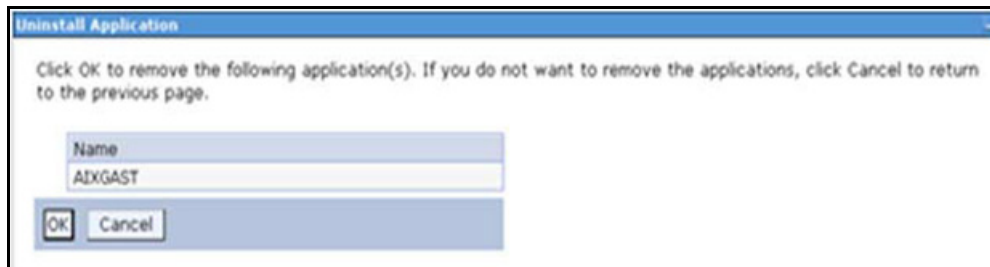 Uninstall Application
Click OK to remove the following application(s). If you do not want to remove the applications, click Cancel to return
to the previous page.
Name
AIXGAST
OK Cancel